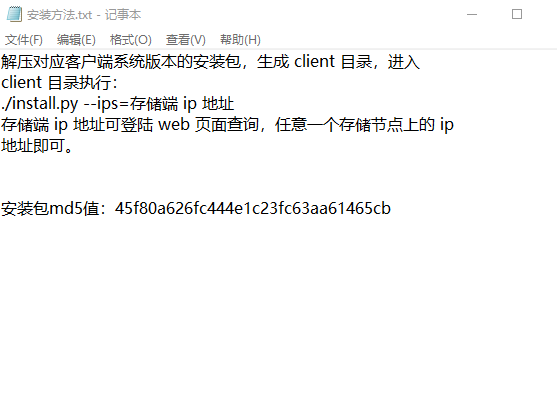 安装方法.txt - 记事本
文件(F) 编辑(E) 格式(O) 查看(V) 帮助(H)
解压对应客户端系统版本的安装包，生成 client 目录，进入
client 目录执行：
./install.py --ips=存储端 ip 地址
存储端 ip 地址可登陆 web 页面查询，任意一个存储节点上的 ip
地址即可。
安装包md5值：45f80a626fc444e1c23fc63aa61465cb